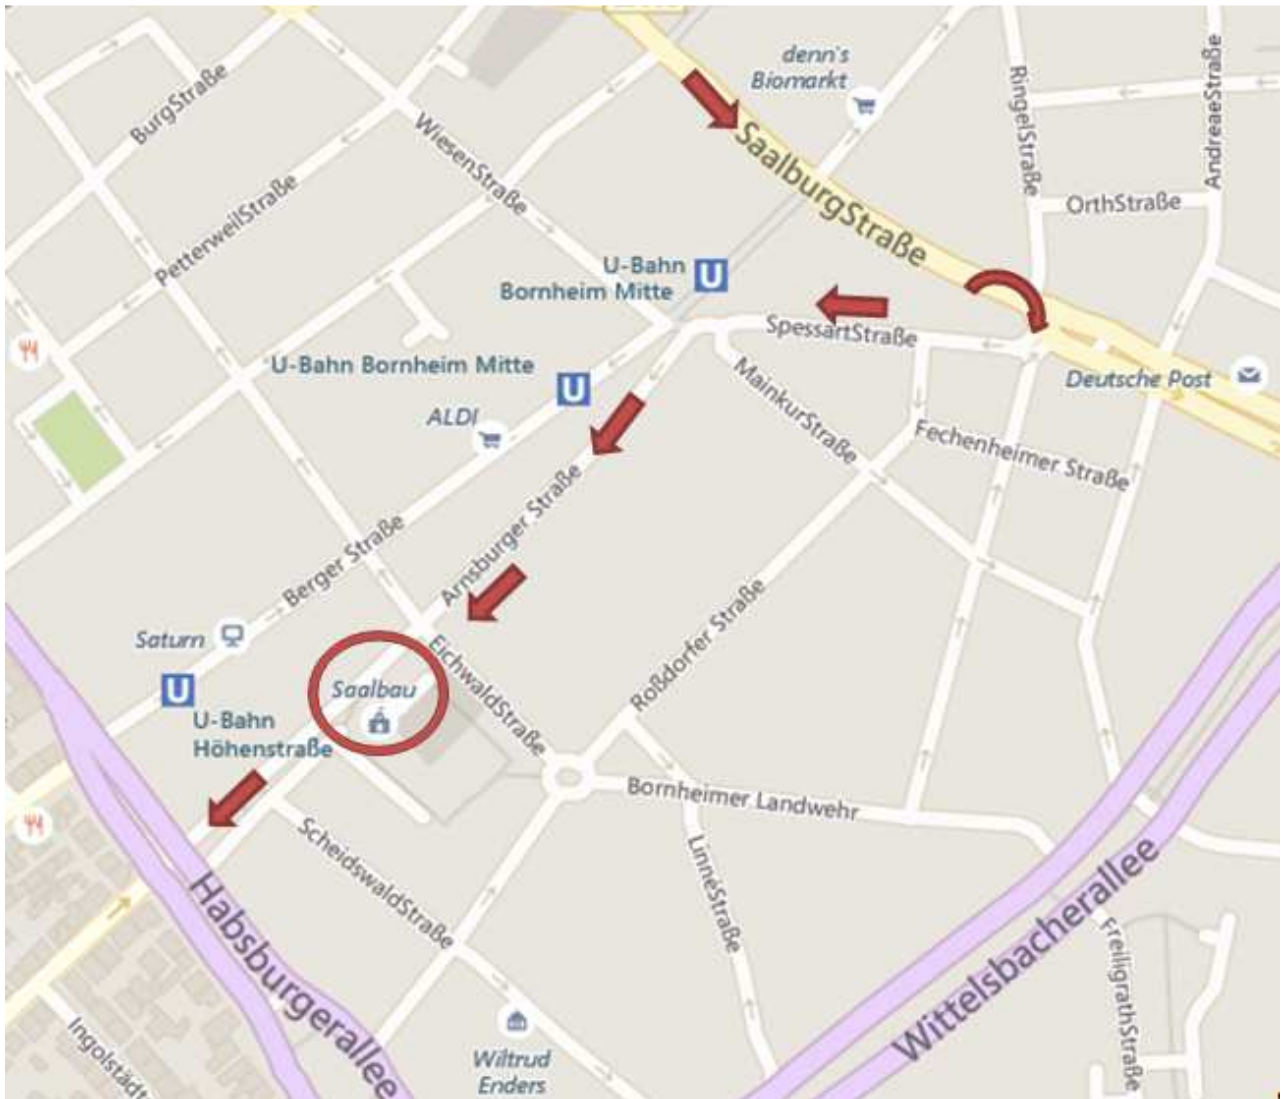 denn's
Biomarkt
BurgStraße
WiesenStraße
PetterweilStraße
SaalburgStraße
RingelStraße
AndreaeStraße
OrthStraße
U-Bahn
Bornheim Mitte
U
SpessartStraße
U-Bahn Bornheim Mitte
U
Deutsche Post
MainkurStraße
ALDI
Fechenheimer Straße
Arnsburger Straße
Berger Straße
Saturn
EichwaldStraße
Roßdorfer Straße
Saalbau
U
U-Bahn
Höhenstraße
Bornheimer Landwehr
ScheidswaldStraße
LinnéStraße
Habsburgerallee
Wittelsbacherallee
FreiligrathStraße
Ingolstädt
Wiltrud
Enders